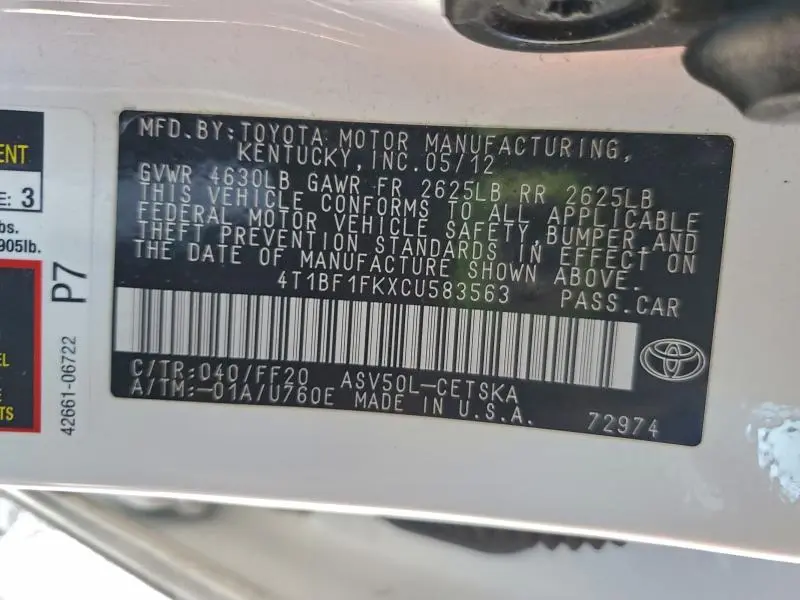 MFD. BY: TOYOTA MOTOR MANUFACTURING,
KENTUCKY, INC. 05/12
GVWR 4630LB GAWR FR 2625LB RR 2625LB
THIS VEHICLE CONFORMS TO ALL APPLICABLE
FEDERAL MOTOR VEHICLE SAFETY, BUMPER, AND
THEFT PREVENTION STANDARDS IN EFFECT ON
THE DATE OF MANUFACTURE SHOWN ABOVE.
4T1BF1FKXCU583563 PASS. CAR
C/TR: 040/FF20 ASV50L-CETSKA
A/TM:-01A/U760E MADE IN U.S.A.
72974
ENT
E: 3
bs.
905lb.
P7
EL
E
TS
42661-06722